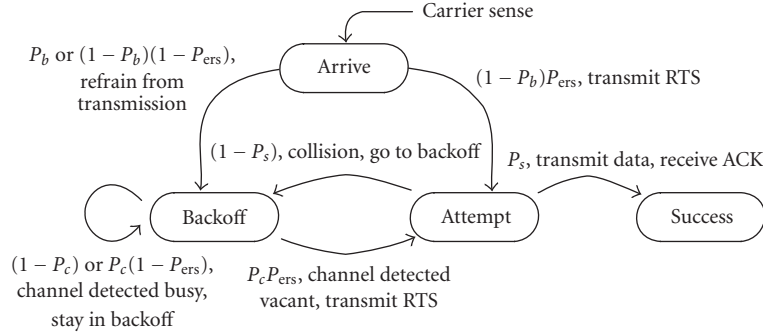 Carrier sense
P_b or (1 − P_b)(1 − P_ers),
refrain from
transmission
Arrive
(1 − P_b)P_ers, transmit RTS
(1 − P_s), collision, go to backoff
P_s, transmit data, receive ACK
Backoff
Attempt
Success
(1 − P_c) or P_c(1 − P_ers),
channel detected busy,
stay in backoff
P_cP_ers, channel detected
vacant, transmit RTS